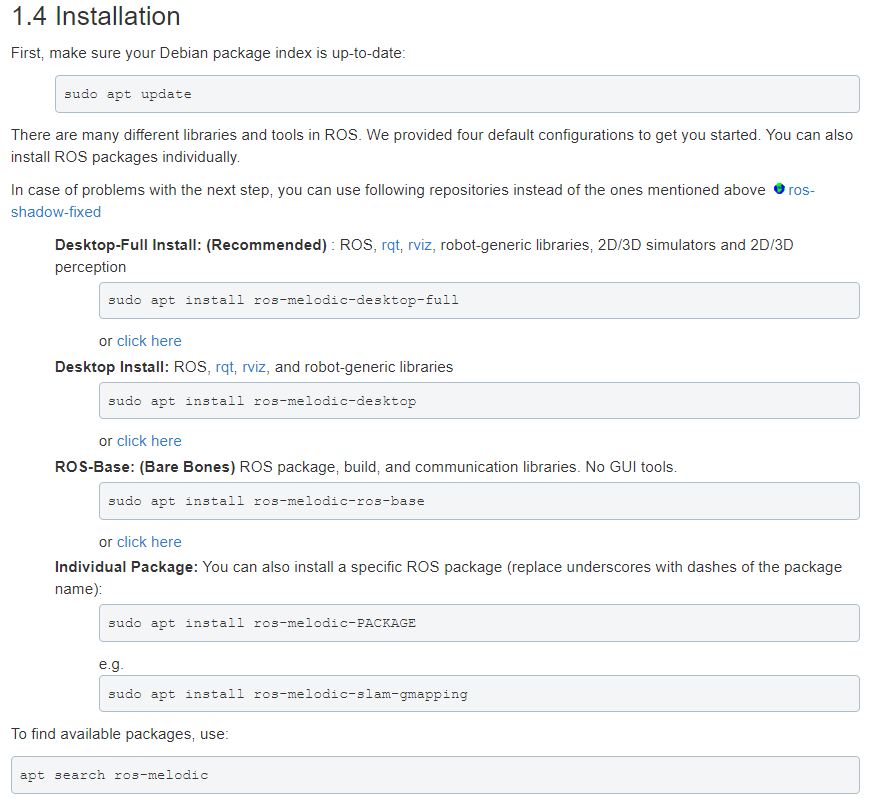 1.4 Installation
First, make sure your Debian package index is up-to-date:
sudo apt update
There are many different libraries and tools in ROS. We provided four default configurations to get you started. You can also
install ROS packages individually.
In case of problems with the next step, you can use following repositories instead of the ones mentioned above ros-
shadow-fixed
Desktop-Full Install: (Recommended) : ROS, rqt, rviz, robot-generic libraries, 2D/3D simulators and 2D/3D
perception
sudo apt install ros-melodic-desktop-full
or click here
Desktop Install: ROS, rqt, rviz, and robot-generic libraries
sudo apt install ros-melodic-desktop
or click here
ROS-Base: (Bare Bones) ROS package, build, and communication libraries. No GUI tools.
sudo apt install ros-melodic-ros-base
or click here
Individual Package: You can also install a specific ROS package (replace underscores with dashes of the package
name):
sudo apt install ros-melodic-PACKAGE
e.g.
sudo apt install ros-melodic-slam-gmapping
To find available packages, use:
apt search ros-melodic